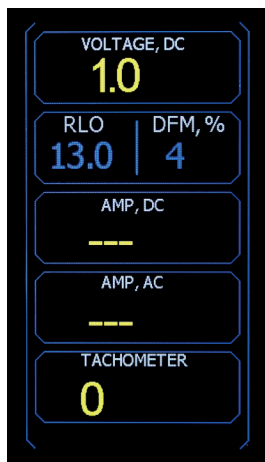 VOLTAGE, DC
1.0
RLO DFM, %
13.0 4
AMP, DC
---
AMP, AC
---
TACHOMETER
0